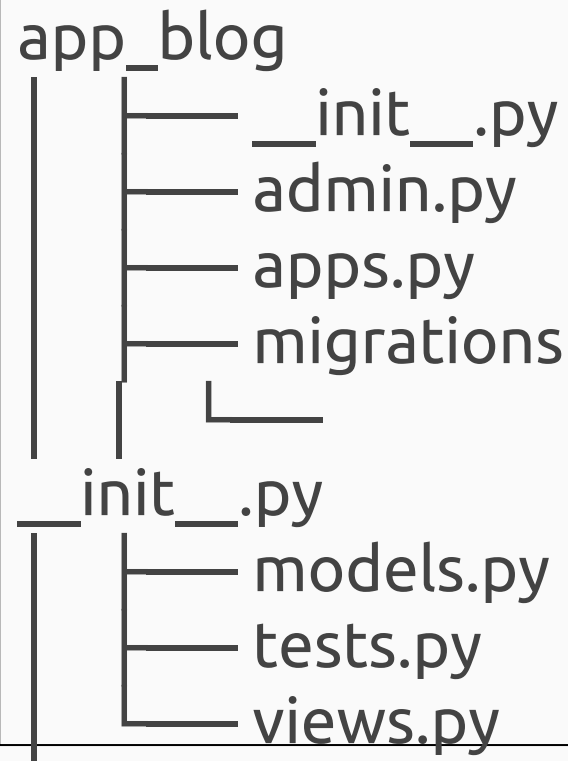 app_blog
__init__.py
admin.py
apps.py
migrations
__init__.py
models.py
tests.py
views.py